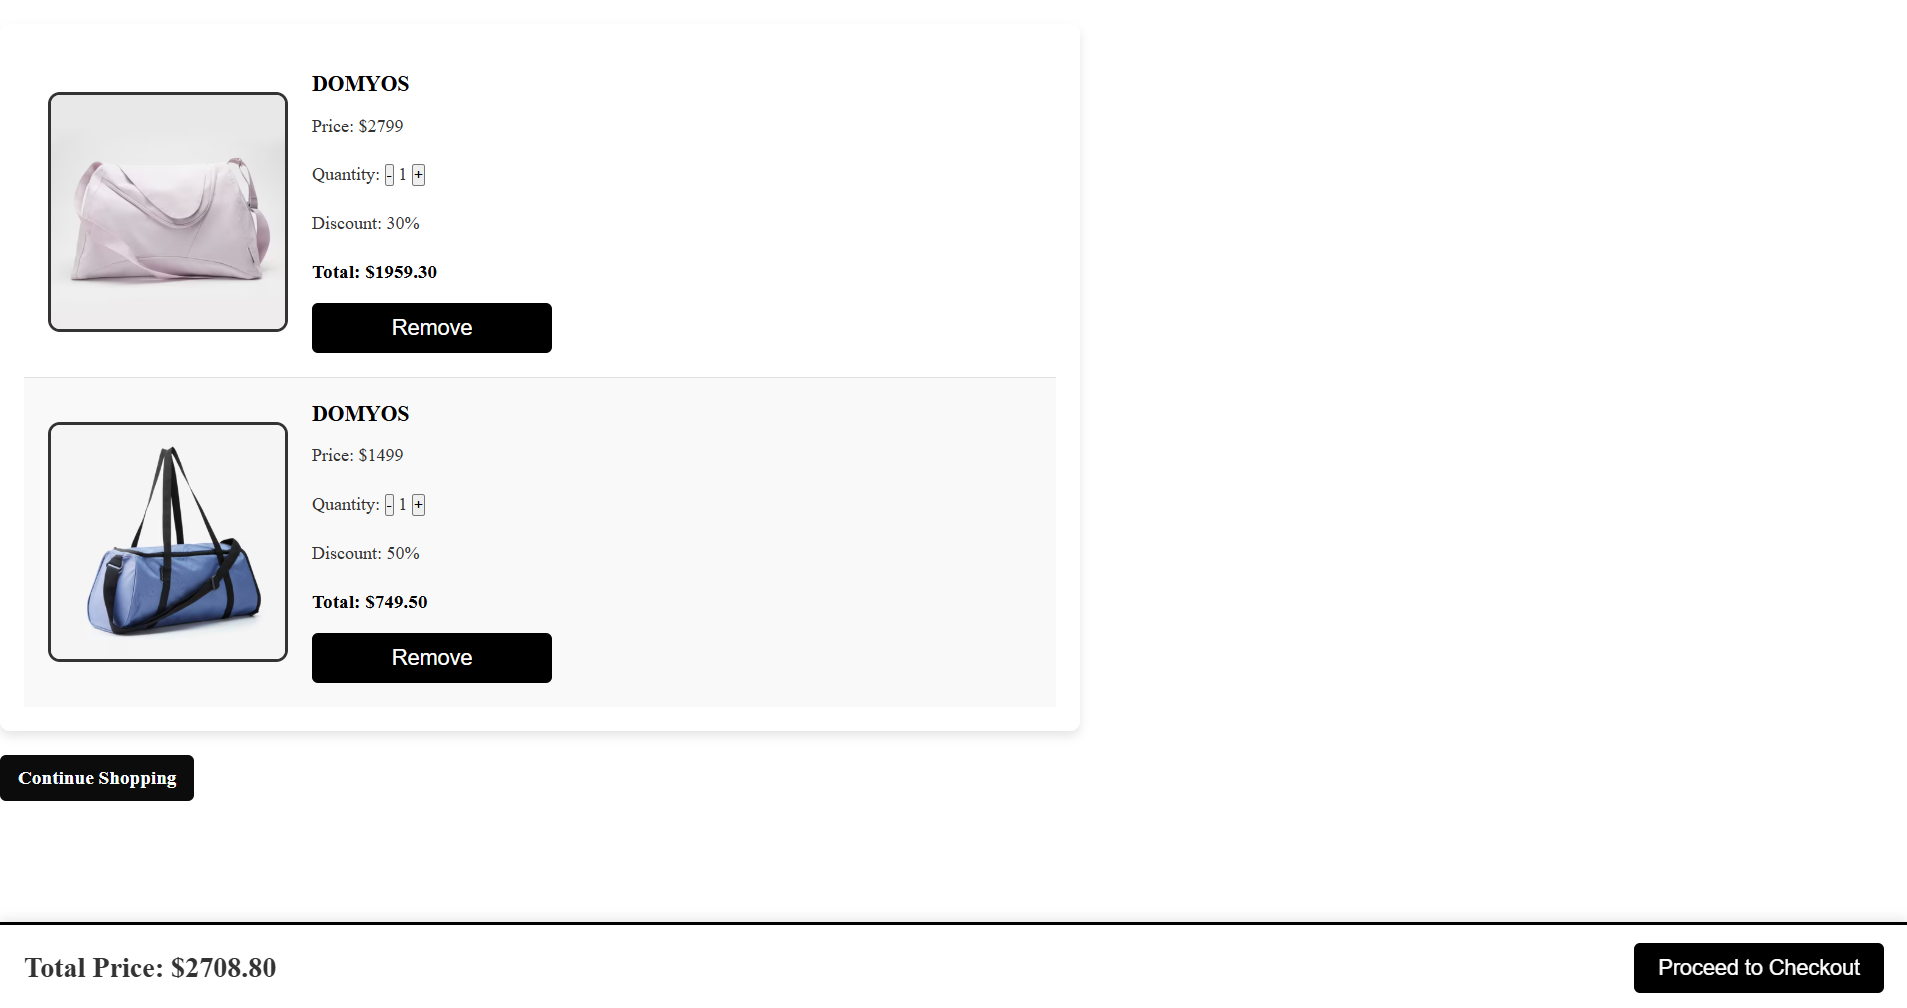 DOMYOS
Price: $2799
Quantity: - 1 +
Discount: 30%
Total: $1959.30
Remove
DOMYOS
Price: $1499
Quantity: - 1 +
Discount: 50%
Total: $749.50
Remove
Continue Shopping
Total Price: $2708.80
Proceed to Checkout